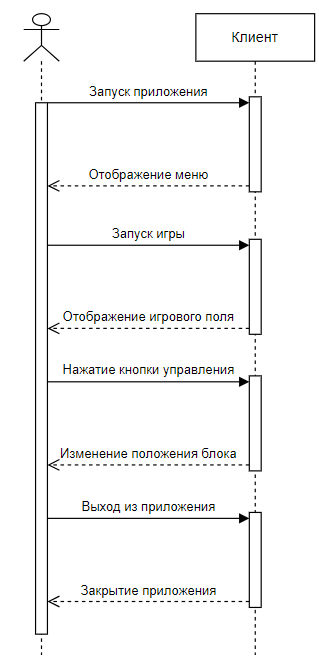 Клиент
Запуск приложения
Отображение меню
Запуск игры
Отображение игрового поля
Нажатие кнопки управления
Изменение положения блока
Выход из приложения
Закрытие приложения